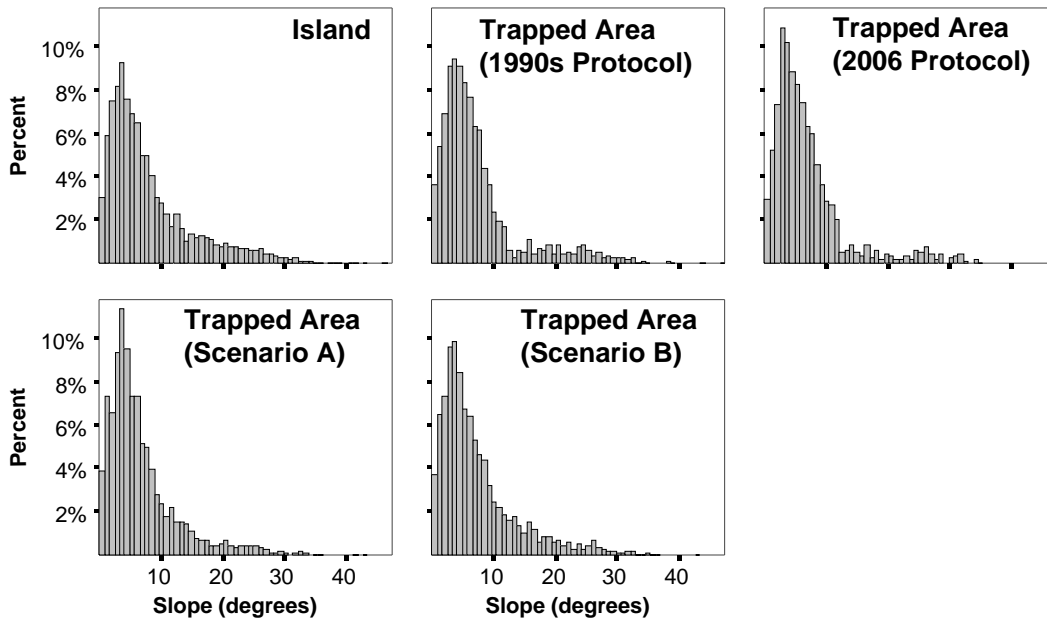 Island
Trapped Area
(1990s Protocol)
Trapped Area
(2006 Protocol)
Percent
10%
8%
6%
4%
2%
Trapped Area
(Scenario A)
Trapped Area
(Scenario B)
Percent
10%
8%
6%
4%
2%
10 20 30 40
10 20 30 40
Slope (degrees)
Slope (degrees)